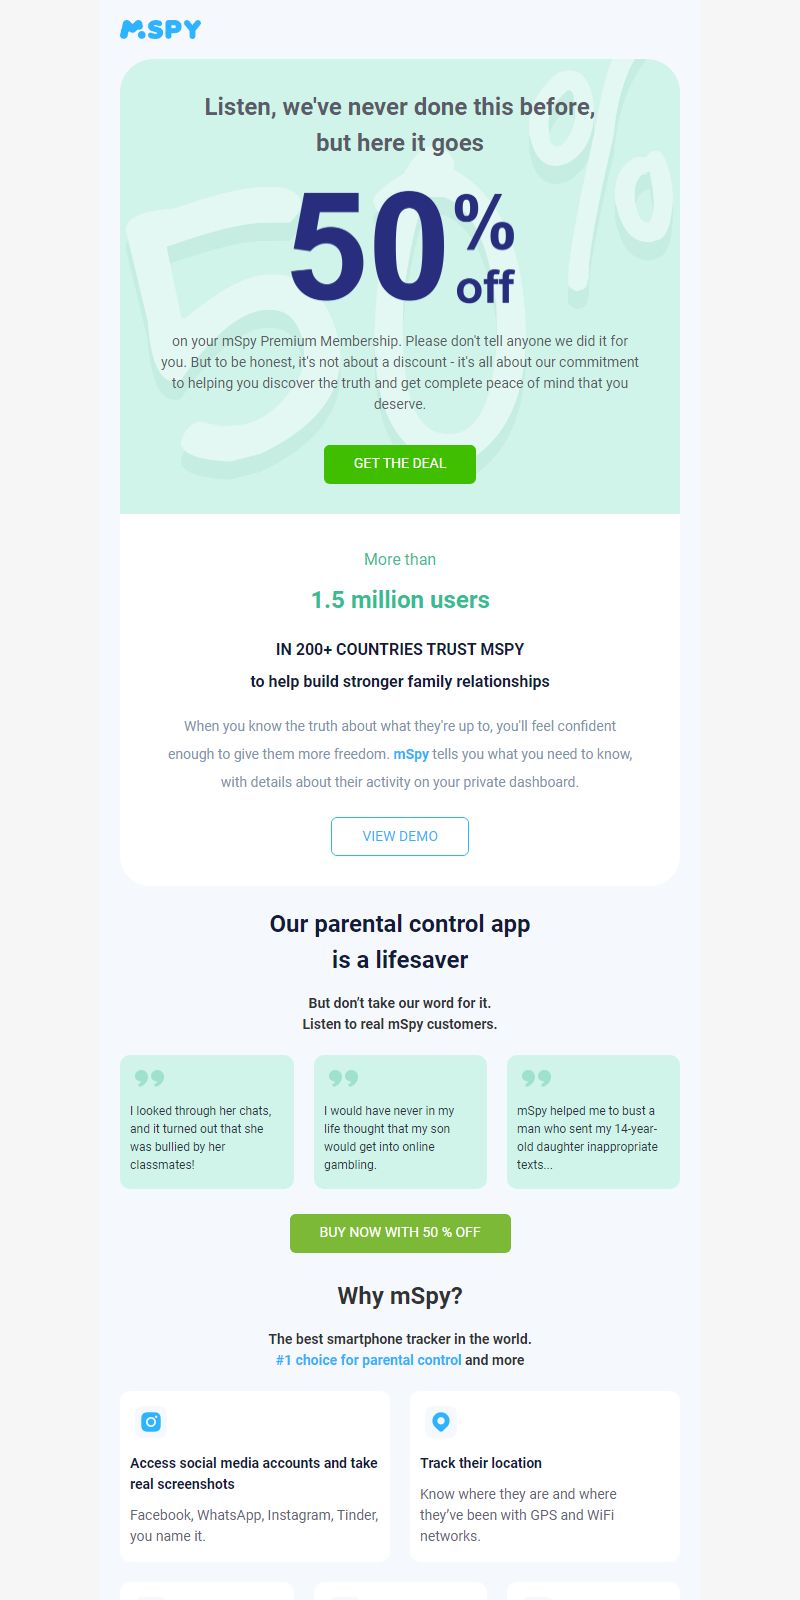 mSPY
Listen, we've never done this before,
but here it goes
50% off
on your mSpy Premium Membership. Please don't tell anyone we did it for
you. But to be honest, it's not about a discount - it's all about our commitment
to helping you discover the truth and get complete peace of mind that you
deserve.
GET THE DEAL
More than
1.5 million users
IN 200+ COUNTRIES TRUST MSPY
to help build stronger family relationships
When you know the truth about what they're up to, you'll feel confident
enough to give them more freedom. mSpy tells you what you need to know,
with details about their activity on your private dashboard.
VIEW DEMO
Our parental control app
is a lifesaver
But don’t take our word for it.
Listen to real mSpy customers.
I looked through her chats,
and it turned out that she
was bullied by her
classmates!
I would have never in my
life thought that my son
would get into online
gambling.
mSpy helped me to bust a
man who sent my 14-year-
old daughter inappropriate
texts...
BUY NOW WITH 50 % OFF
Why mSpy?
The best smartphone tracker in the world.
#1 choice for parental control and more
Access social media accounts and take
real screenshots
Facebook, WhatsApp, Instagram, Tinder,
you name it.
Track their location
Know where they are and where
they’ve been with GPS and WiFi
networks.